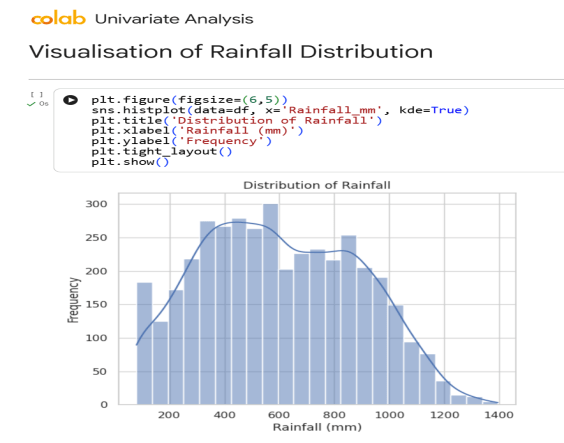 colab Univariate Analysis
Visualisation of Rainfall Distribution
[ ]
0s
plt.figure(figsize=(6,5))
sns.histplot(data=df, x='Rainfall_mm', kde=True)
plt.title('Distribution of Rainfall')
plt.xlabel('Rainfall (mm)')
plt.ylabel('Frequency')
plt.tight_layout()
plt.show()
Distribution of Rainfall
300
250
200
150
100
50
0
Frequency
200 400 600 800 1000 1200 1400
Rainfall (mm)